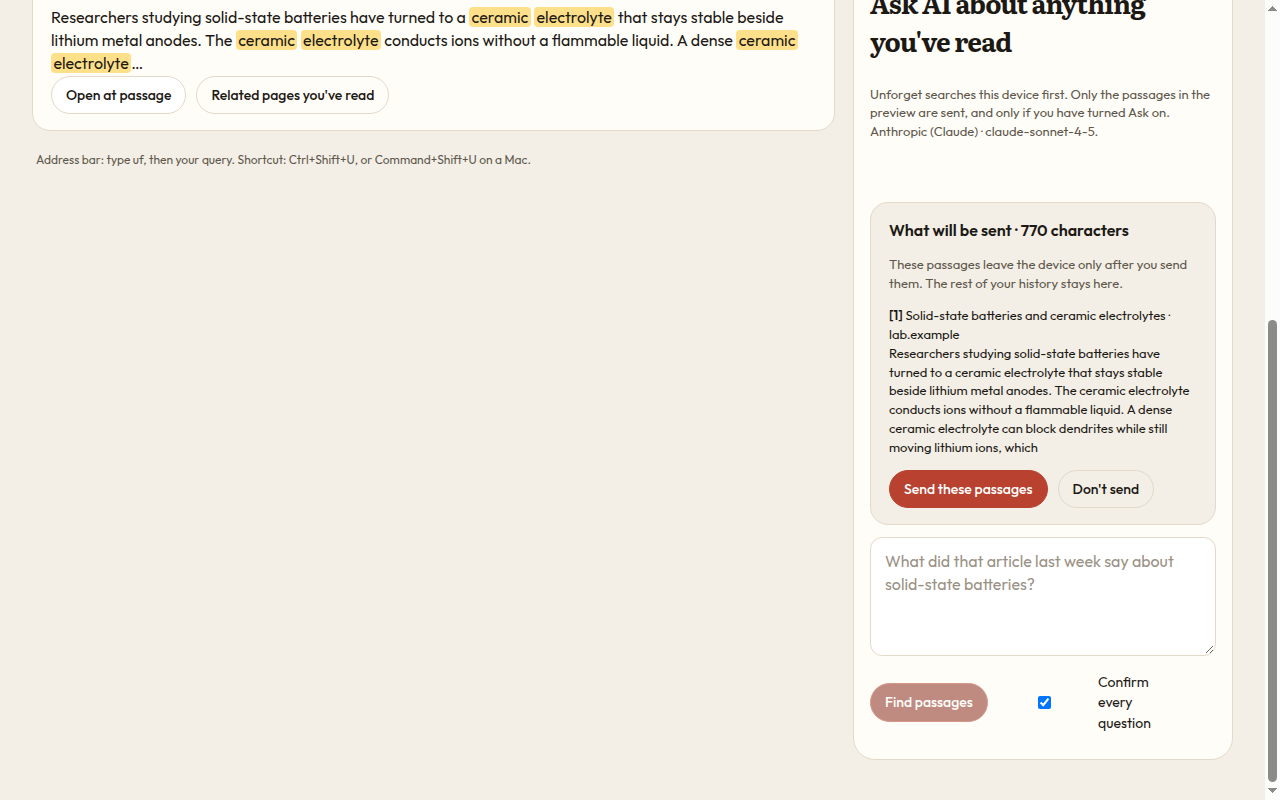 Researchers studying solid-state batteries have turned to a ceramic electrolyte that stays stable beside
lithium metal anodes. The ceramic electrolyte conducts ions without a flammable liquid. A dense ceramic
electrolyte...
Open at passage
Related pages you've read
Address bar: type uf, then your query. Shortcut: Ctrl+Shift+U, or Command+Shift+U on a Mac.
Ask AI about anything
you've read
Unforget searches this device first. Only the passages in the
preview are sent, and only if you have turned Ask on.
Anthropic (Claude) · claude-sonnet-4-5.
What will be sent · 770 characters
These passages leave the device only after you send
them. The rest of your history stays here.
[1] Solid-state batteries and ceramic electrolytes ·
lab.example
Researchers studying solid-state batteries have
turned to a ceramic electrolyte that stays stable
beside lithium metal anodes. The ceramic electrolyte
conducts ions without a flammable liquid. A dense
ceramic electrolyte can block dendrites while still
moving lithium ions, which
Send these passages
Don't send
What did that article last week say about
solid-state batteries?
Find passages
Confirm
every
question